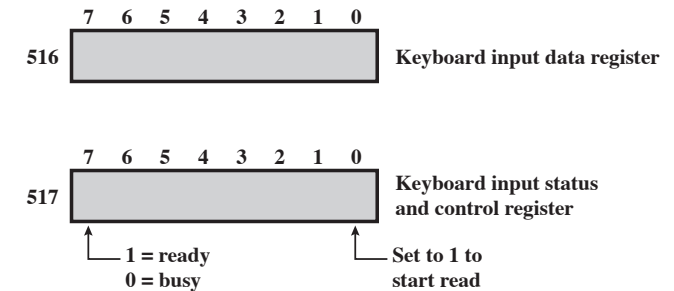 7 6 5 4 3 2 1 0
516 Keyboard input data register
7 6 5 4 3 2 1 0
517 Keyboard input status
and control register
1 = ready
0 = busy
Set to 1 to
start read